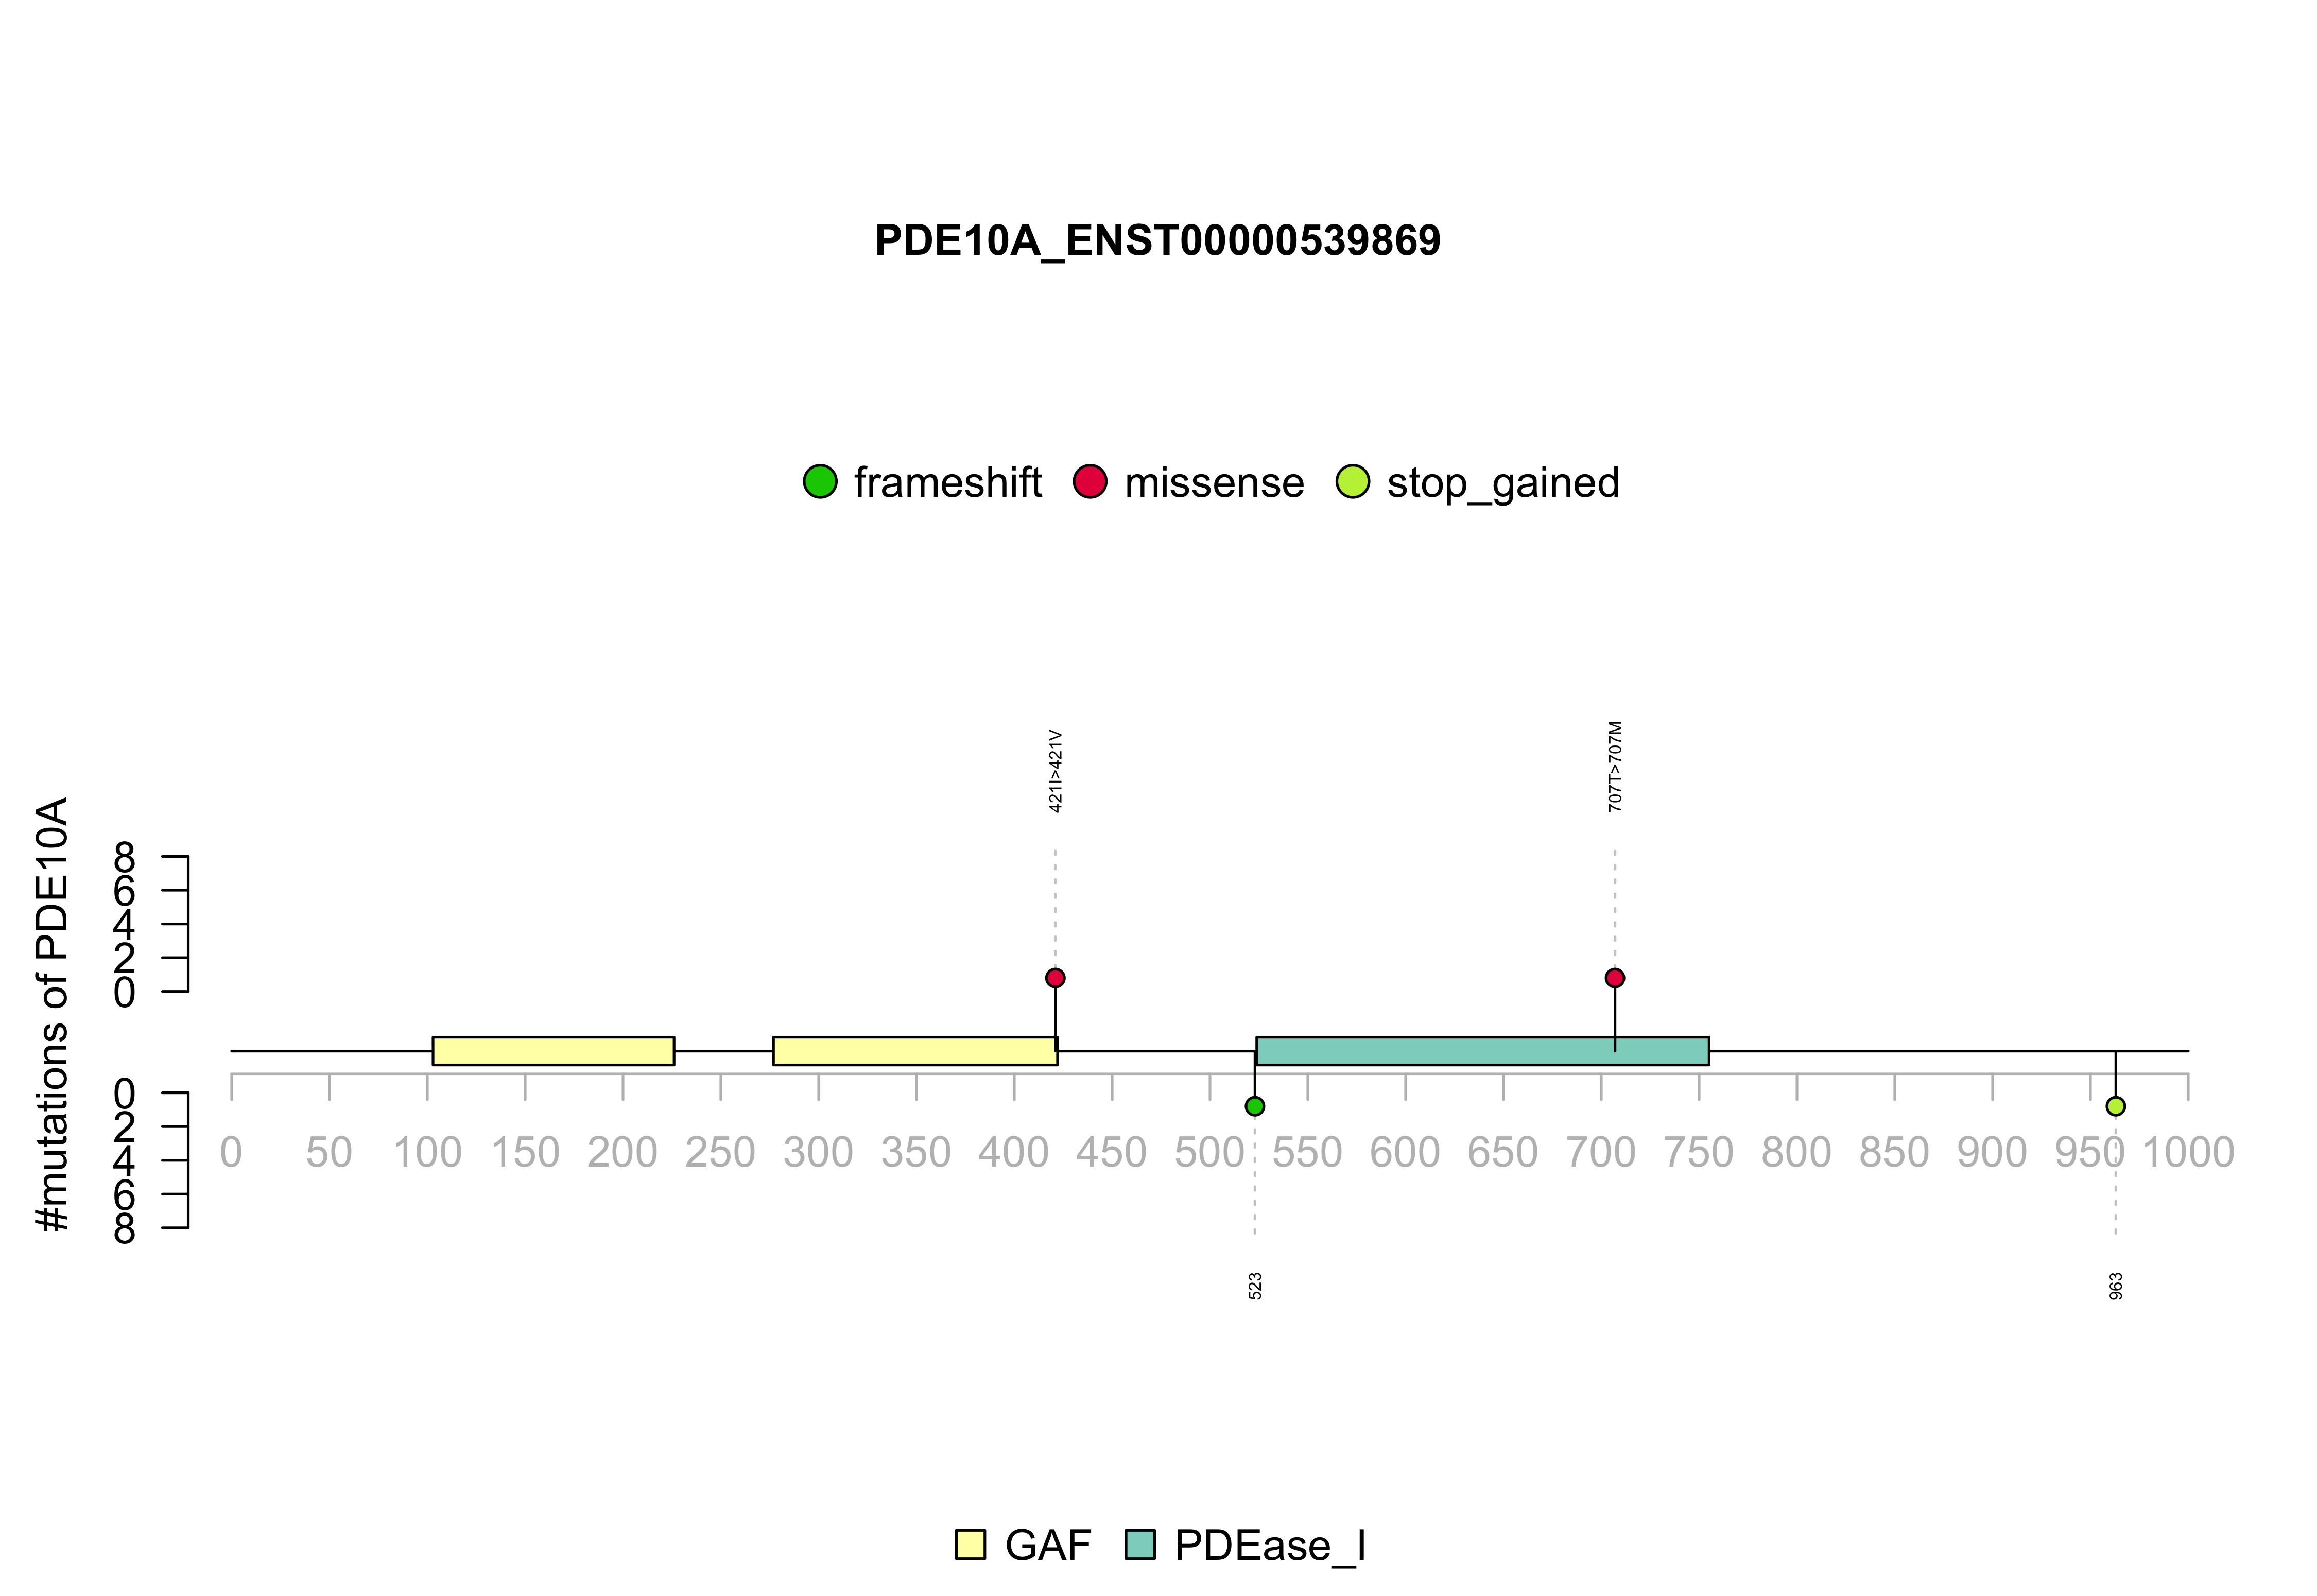 PDE10A_ENST00000539869
frameshift missense stop_gained
421I>421V
707T>707M
#mutations of PDE10A
8
6
4
2
0
0
2
4
6
8
0 50 100 150 200 250 300 350 400 450 500 550 600 650 700 750 800 850 900 950 1000
523
963
GAF PDEase_I